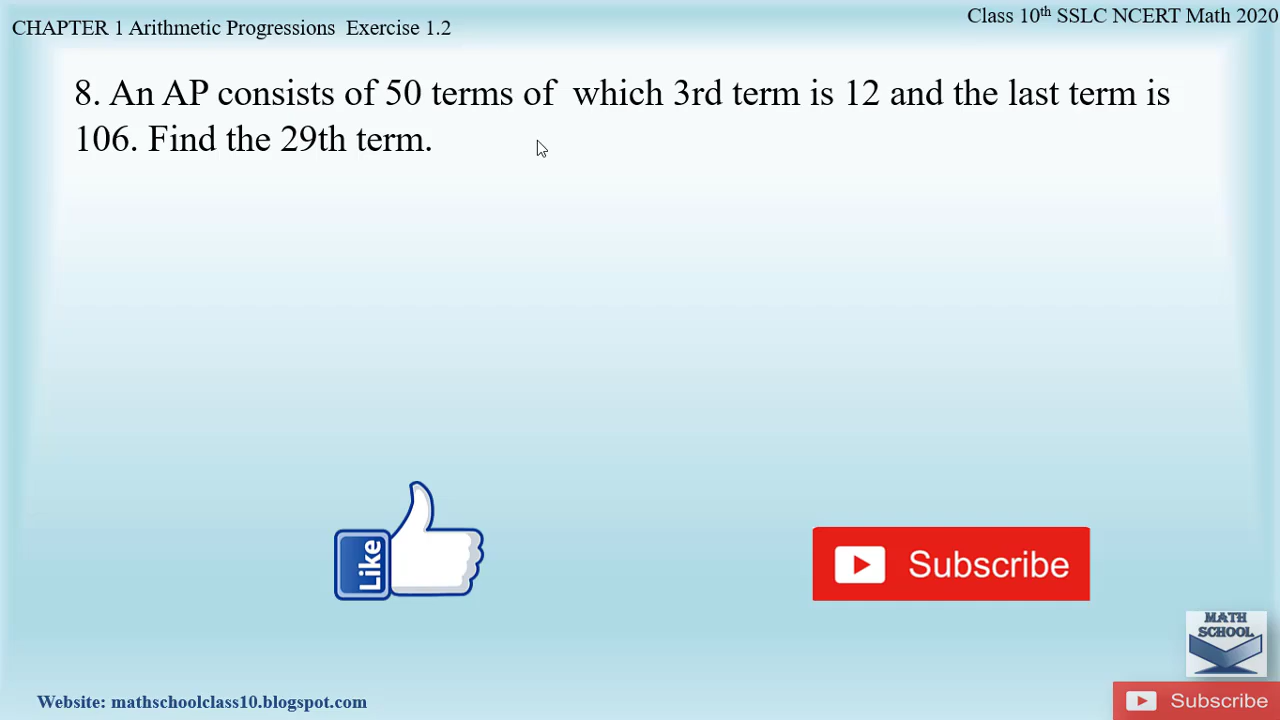 CHAPTER 1 Arithmetic Progressions Exercise 1.2
Class 10th SSLC NCERT Math 2020
8. An AP consists of 50 terms of which 3rd term is 12 and the last term is
106. Find the 29th term.
Like
Subscribe
MATH
SCHOOL
Website: mathschoolclass10.blogspot.com
Subscribe